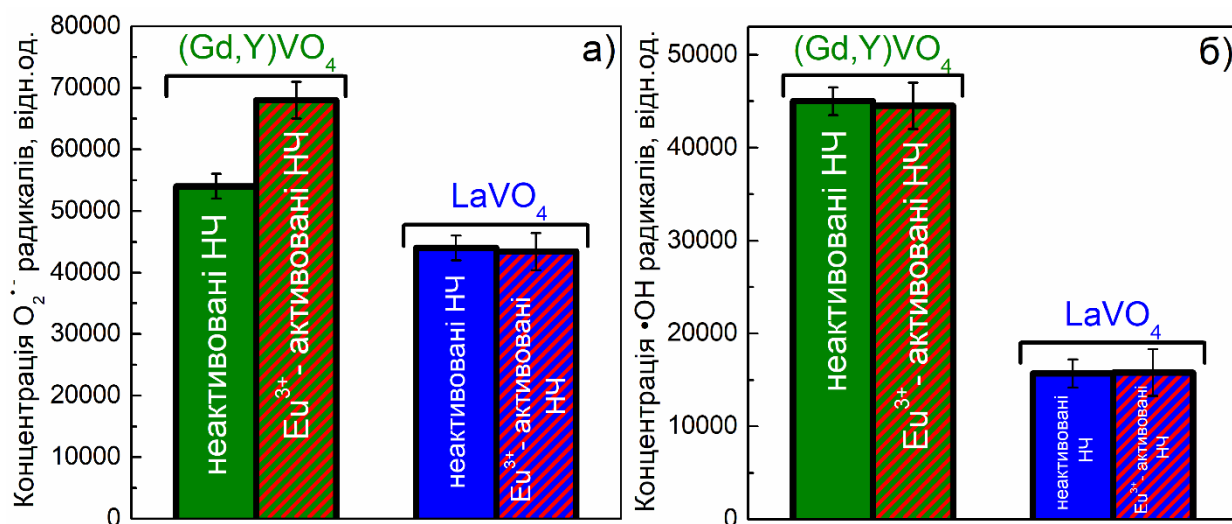 а)
Концентрація O₂•⁻ радикалів, відн.од.
80000
70000
60000
50000
40000
30000
20000
10000
0
(Gd,Y)VO₄
неактивовані НЧ
Eu³⁺- активовані НЧ
LaVO₄
неактивовані НЧ
Eu³⁺- активовані
НЧ
б)
Концентрація •ОН радикалів, відн.од.
50000
40000
30000
20000
10000
0
(Gd,Y)VO₄
неактивовані НЧ
Eu³⁺- активовані НЧ
LaVO₄
неактивовані
НЧ
Eu³⁺- активовані
НЧ